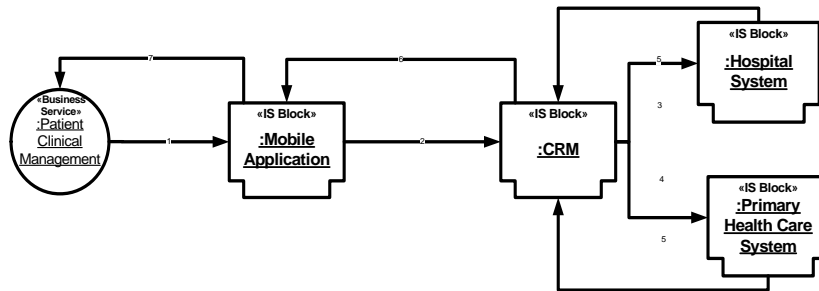 «Business
Service»
:Patient
Clinical
Management
7
1
«IS Block»
:Mobile
Application
6
2
«IS Block»
:CRM
5
3
4
5
«IS Block»
:Hospital
System
«IS Block»
:Primary
Health Care
System